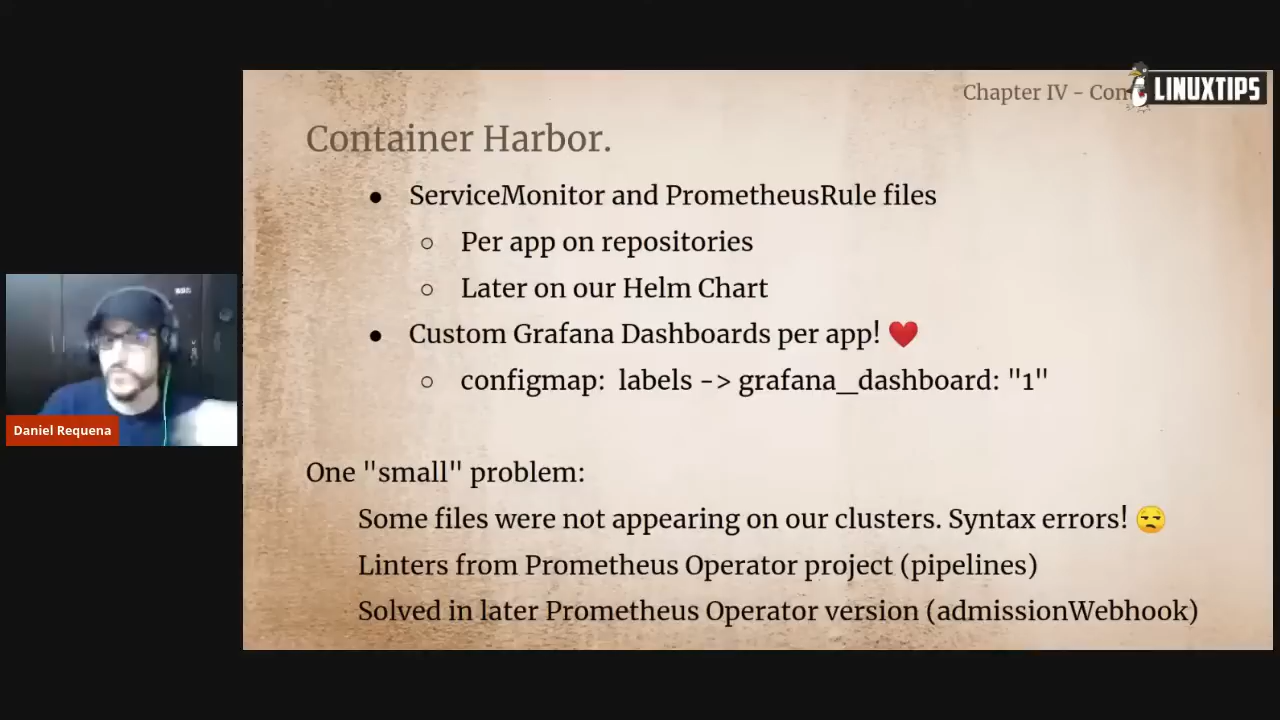 Chapter IV - Con
LINUXTIPS
Container Harbor.
● ServiceMonitor and PrometheusRule files
○ Per app on repositories
○ Later on our Helm Chart
● Custom Grafana Dashboards per app! ❤️
○ configmap: labels -> grafana_dashboard: "1"
One "small" problem:
Some files were not appearing on our clusters. Syntax errors! 😒
Linters from Prometheus Operator project (pipelines)
Solved in later Prometheus Operator version (admissionWebhook)
Daniel Requena